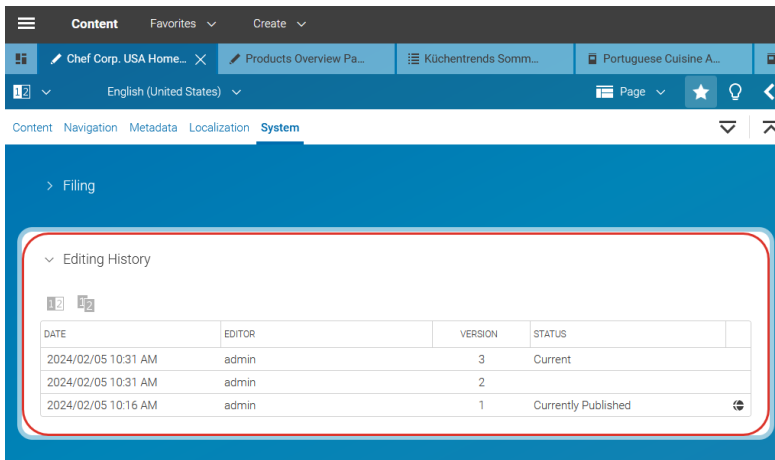 Content Favorites Create
Chef Corp. USA Home... Products Overview Pa... Küchentrends Somm... Portuguese Cuisine A...
12 English (United States) Page
Content Navigation Metadata Localization System
Filing
Editing History
12 12
DATE EDITOR VERSION STATUS
2024/02/05 10:31 AM admin 3 Current
2024/02/05 10:31 AM admin 2
2024/02/05 10:16 AM admin 1 Currently Published